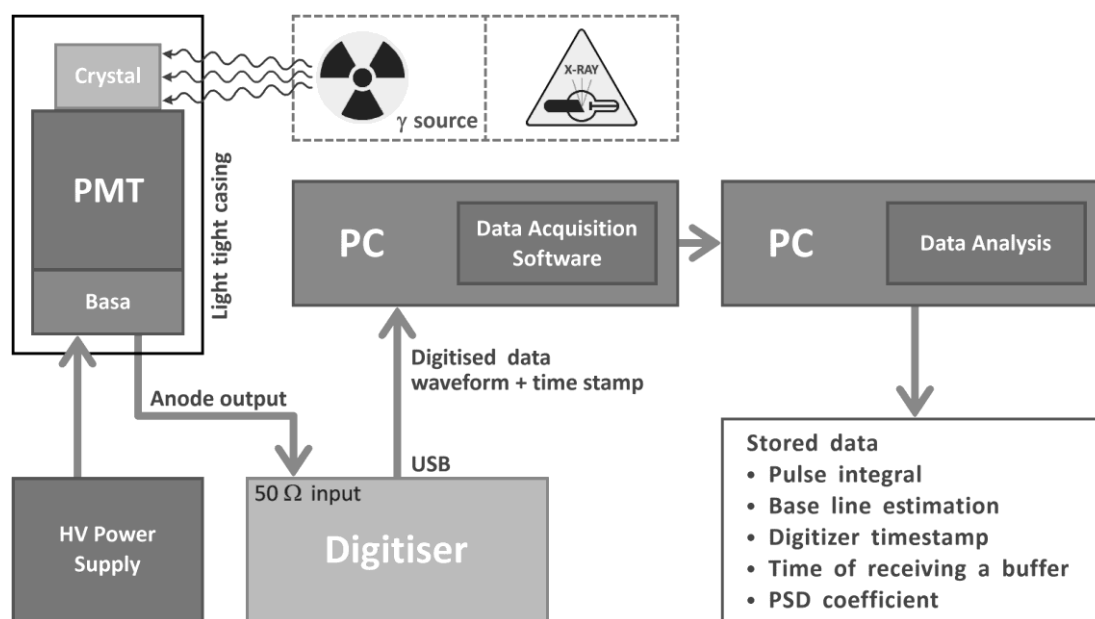 Crystal
PMT
Basa
Light tight casing
γ source
X-RAY
PC
Data Acquisition
Software
PC
Data Analysis
Digitised data
waveform + time stamp
Anode output
USB
HV Power
Supply
50 Ω input
Digitiser
Stored data
• Pulse integral
• Base line estimation
• Digitizer timestamp
• Time of receiving a buffer
• PSD coefficient